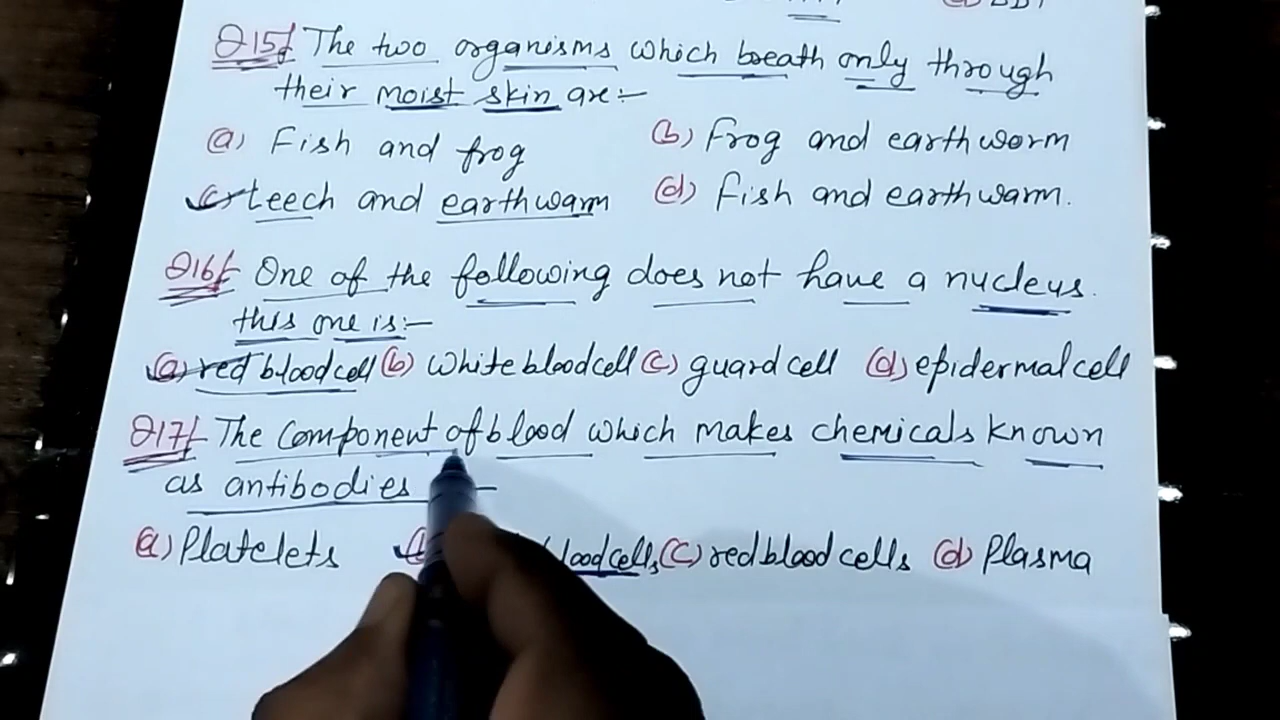 Q15 The two organisms which breath only through
their moist skin are:-
(a) Fish and frog (b) Frog and earthworm
(c) Leech and earthwarm (d) Fish and earthwarm.
Q16 One of the following does not have a nucleus.
this one is:-
(a) red blood cell (b) White blood cell (c) guard cell (d) epidermal cell
Q17 The Component of blood which makes chemicals known
as antibodies
(a) Platelets blood cells, (c) red blood cells (d) Plasma